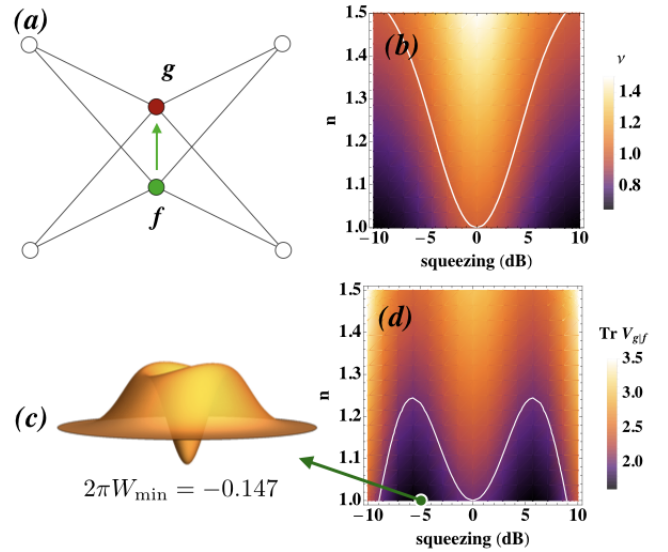 (a)
g
f
(b)
ν
n
1.5
1.4
1.3
1.2
1.1
1.0
−10 −5 0 5 10
squeezing (dB)
1.4
1.2
1.0
0.8
(c)
2πWmin = −0.147
(d)
Tr Vg|f
n
1.5
1.4
1.3
1.2
1.1
1.0
−10 −5 0 5 10
squeezing (dB)
3.5
3.0
2.5
2.0